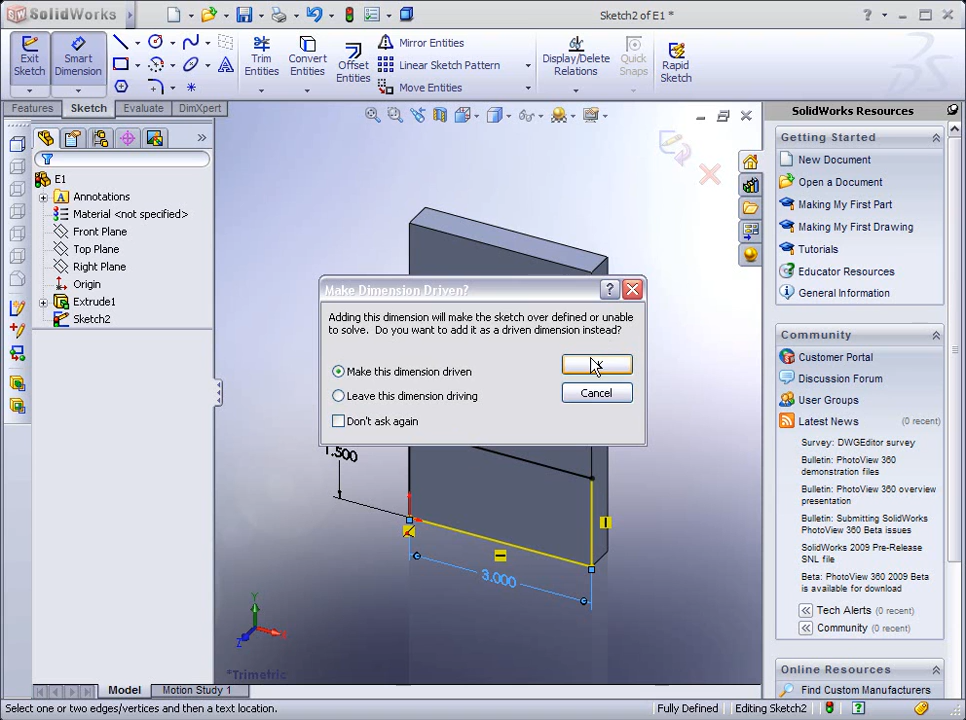 SolidWorks
Sketch2 of E1 *
Exit Sketch
Smart Dimension
Trim Entities
Convert Entities
Offset Entities
Mirror Entities
Linear Sketch Pattern
Move Entities
Display/Delete Relations
Quick Snaps
Rapid Sketch
Features
Sketch
Evaluate
DimXpert
E1
Annotations
Material <not specified>
Front Plane
Top Plane
Right Plane
Origin
Extrude1
Sketch2
Make Dimension Driven?
Adding this dimension will make the sketch over defined or unable
to solve. Do you want to add it as a driven dimension instead?
Make this dimension driven
Leave this dimension driving
Don't ask again
Cancel
1.500
3.000
Y
Z
*Trimetric
SolidWorks Resources
Getting Started
New Document
Open a Document
Making My First Part
Making My First Drawing
Tutorials
Educator Resources
General Information
Community
Customer Portal
Discussion Forum
User Groups
Latest News (0 recent)
Survey: DWGEditor survey
Bulletin: PhotoView 360
demonstration files
Bulletin: PhotoView 360 overview
presentation
Bulletin: Submitting SolidWorks
PhotoView 360 Beta issues
SolidWorks 2009 Pre-Release
SNL file
Beta: PhotoView 360 2009 Beta
is available for download
Tech Alerts (0 recent)
Community (0 recent)
Online Resources
Find Custom Manufacturers
Model
Motion Study 1
Select one or two edges/vertices and then a text location.
Fully Defined
Editing Sketch2